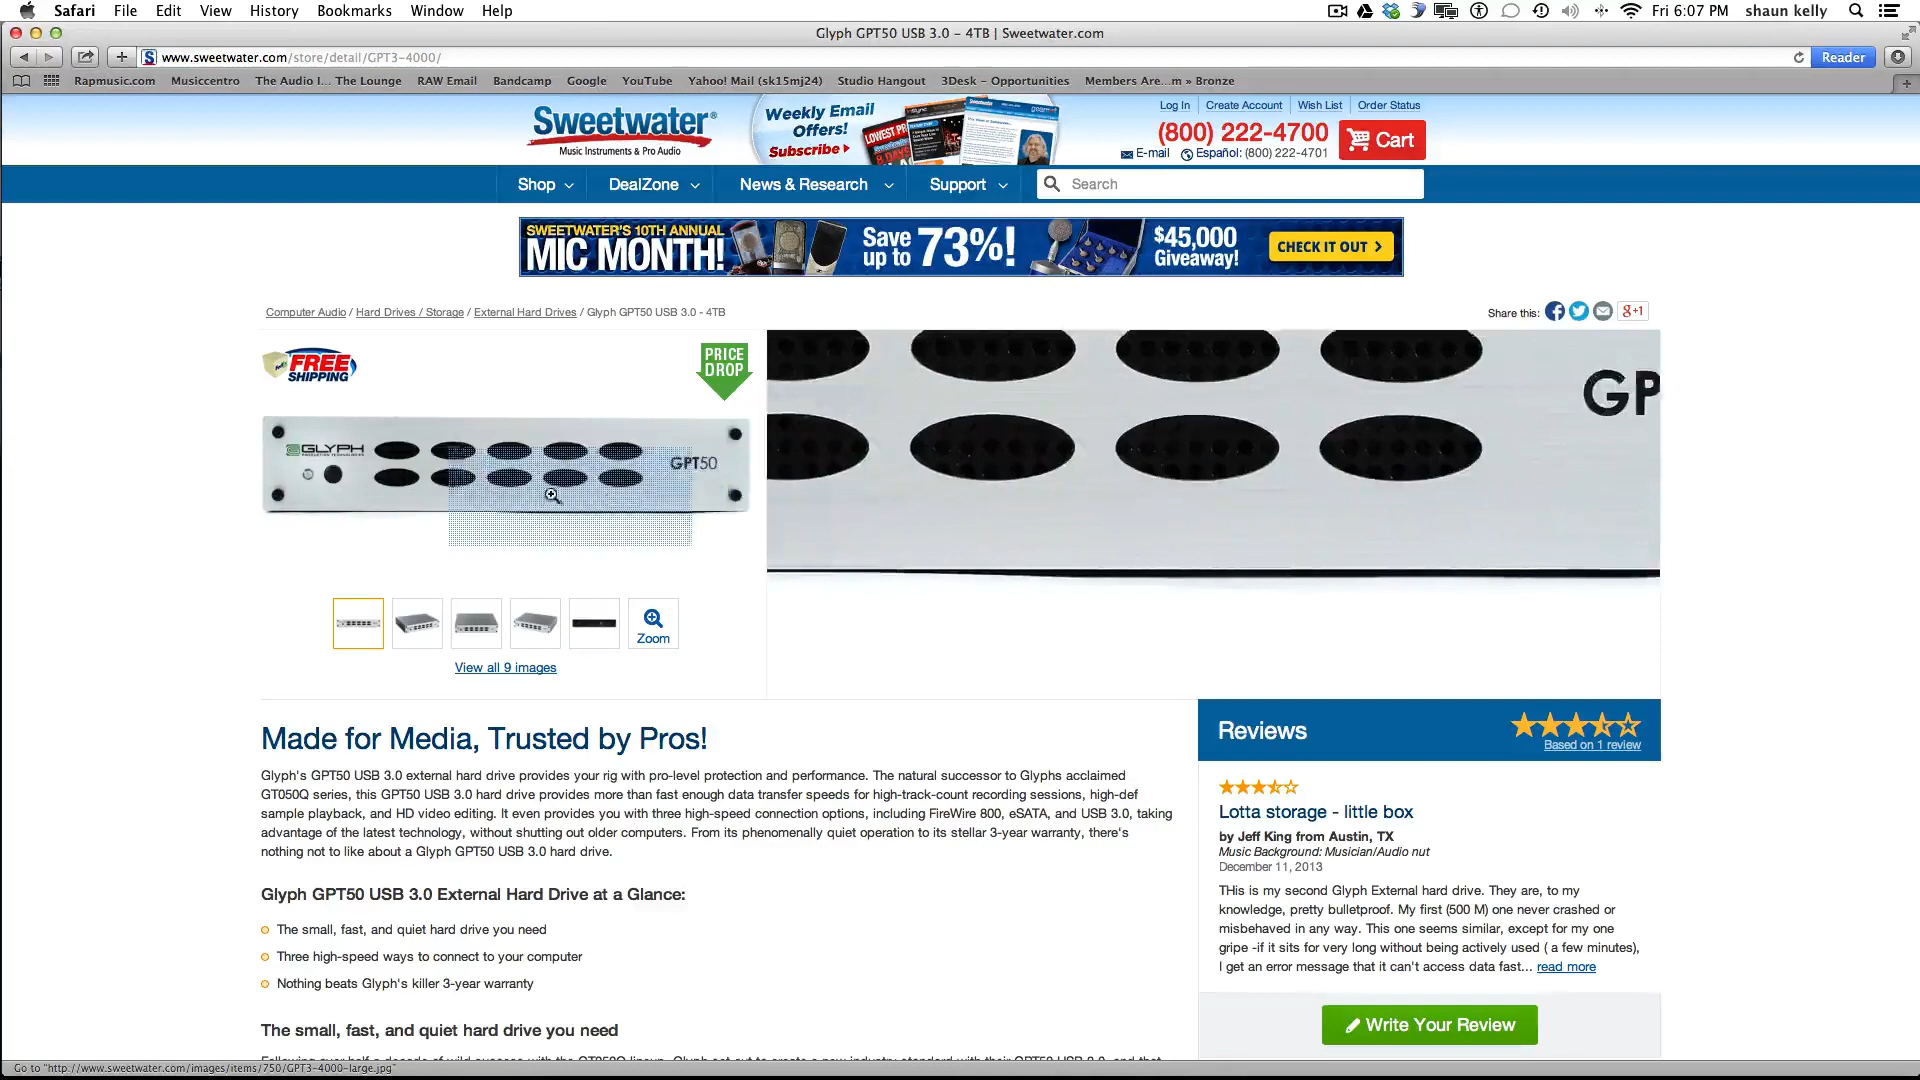 Safari File Edit View History Bookmarks Window Help Fri 6:07 PM shaun kelly
Glyph GPT50 USB 3.0 – 4TB | Sweetwater.com
www.sweetwater.com/store/detail/GPT3-4000/ Reader
Rapmusic.com Musiccentro The Audio I... The Lounge RAW Email Bandcamp Google YouTube Yahoo! Mail (sk15mj24) Studio Hangout 3Desk – Opportunities Members Are...m » Bronze
Sweetwater®
Music Instruments & Pro Audio
Weekly Email
Offers!
Subscribe
LOWEST PRICE
8 DAYS
Log In Create Account Wish List Order Status
(800) 222-4700 Cart
E-mail Español: (800) 222-4701
Shop DealZone News & Research Support Search
SWEETWATER'S 10TH ANNUAL
MIC MONTH!
Save
up to 73%!
$45,000
Giveaway!
CHECK IT OUT
Computer Audio / Hard Drives / Storage / External Hard Drives / Glyph GPT50 USB 3.0 - 4TB
Share this: g+1
FREE
SHIPPING
PRICE
DROP
GLYPH
PRODUCTION TECHNOLOGIES
GPT50
GP
Zoom
View all 9 images
Made for Media, Trusted by Pros!
Glyph's GPT50 USB 3.0 external hard drive provides your rig with pro-level protection and performance. The natural successor to Glyphs acclaimed
GT050Q series, this GPT50 USB 3.0 hard drive provides more than fast enough data transfer speeds for high-track-count recording sessions, high-def
sample playback, and HD video editing. It even provides you with three high-speed connection options, including FireWire 800, eSATA, and USB 3.0, taking
advantage of the latest technology, without shutting out older computers. From its phenomenally quiet operation to its stellar 3-year warranty, there's
nothing not to like about a Glyph GPT50 USB 3.0 hard drive.
Glyph GPT50 USB 3.0 External Hard Drive at a Glance:
The small, fast, and quiet hard drive you need
Three high-speed ways to connect to your computer
Nothing beats Glyph's killer 3-year warranty
The small, fast, and quiet hard drive you need
Reviews
Based on 1 review
Lotta storage - little box
by Jeff King from Austin, TX
Music Background: Musician/Audio nut
December 11, 2013
THis is my second Glyph External hard drive. They are, to my
knowledge, pretty bulletproof. My first (500 M) one never crashed or
misbehaved in any way. This one seems similar, except for my one
gripe -if it sits for very long without being actively used ( a few minutes),
I get an error message that it can't access data fast... read more
Write Your Review
Go to "http://www.sweetwater.com/images/items/750/GPT3-4000-large.jpg"